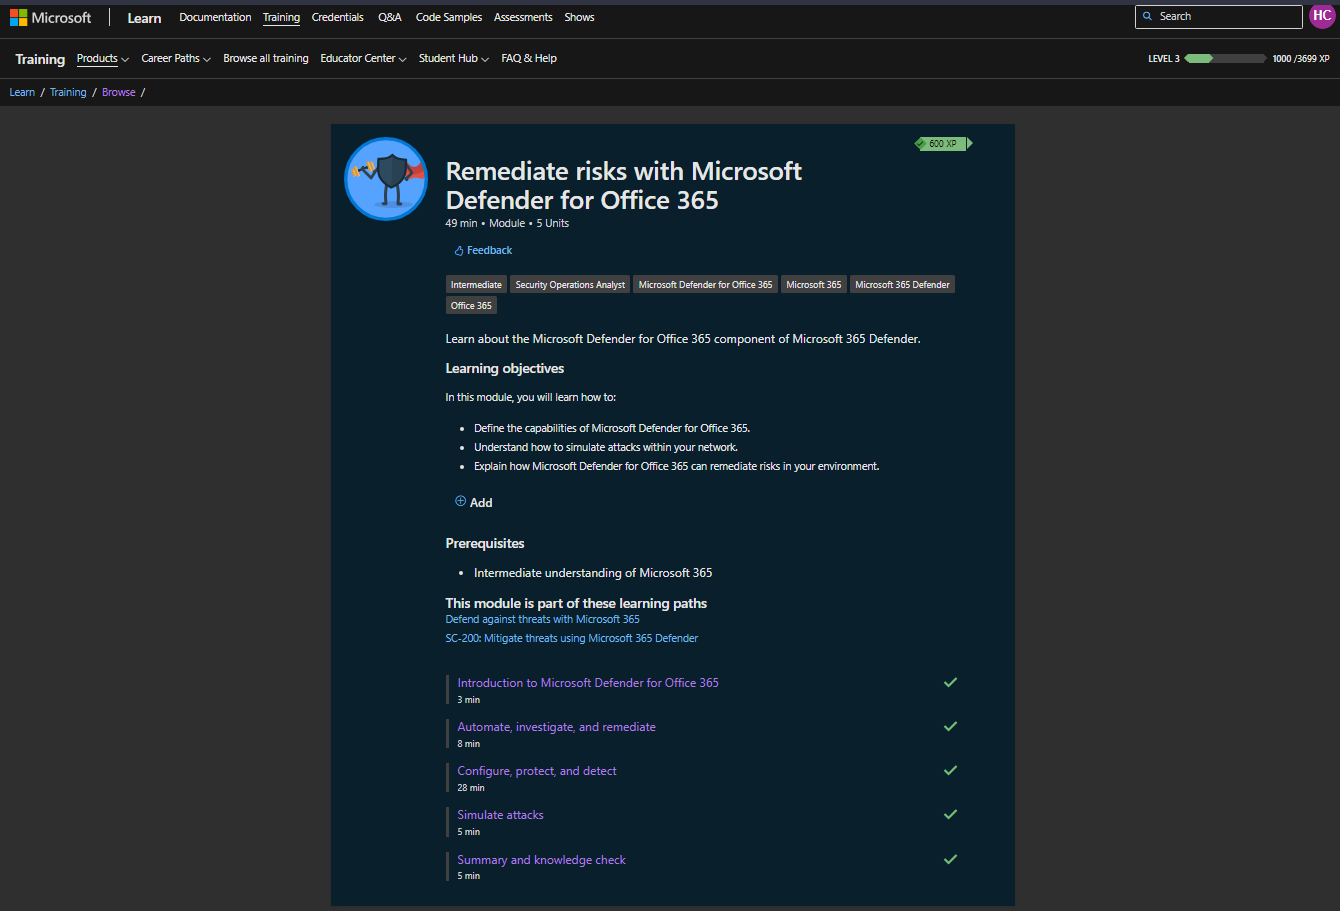 Microsoft Learn Documentation Training Credentials Q&A Code Samples Assessments Shows Search HC
Training Products Career Paths Browse all training Educator Center Student Hub FAQ & Help LEVEL 3 1000 /3699 XP
Learn / Training / Browse /
600 XP
Remediate risks with Microsoft
Defender for Office 365
49 min • Module • 5 Units
Feedback
Intermediate Security Operations Analyst Microsoft Defender for Office 365 Microsoft 365 Microsoft 365 Defender
Office 365
Learn about the Microsoft Defender for Office 365 component of Microsoft 365 Defender.
Learning objectives
In this module, you will learn how to:
• Define the capabilities of Microsoft Defender for Office 365.
• Understand how to simulate attacks within your network.
• Explain how Microsoft Defender for Office 365 can remediate risks in your environment.
Add
Prerequisites
• Intermediate understanding of Microsoft 365
This module is part of these learning paths
Defend against threats with Microsoft 365
SC-200: Mitigate threats using Microsoft 365 Defender
Introduction to Microsoft Defender for Office 365
3 min
Automate, investigate, and remediate
8 min
Configure, protect, and detect
28 min
Simulate attacks
5 min
Summary and knowledge check
5 min